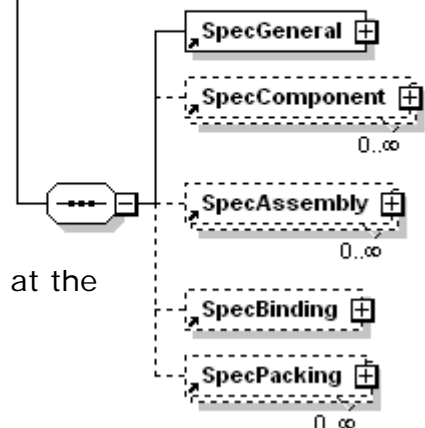 SpecGeneral
SpecComponent
0..∞
SpecAssembly
0..∞
at the
SpecBinding
SpecPacking
0..∞